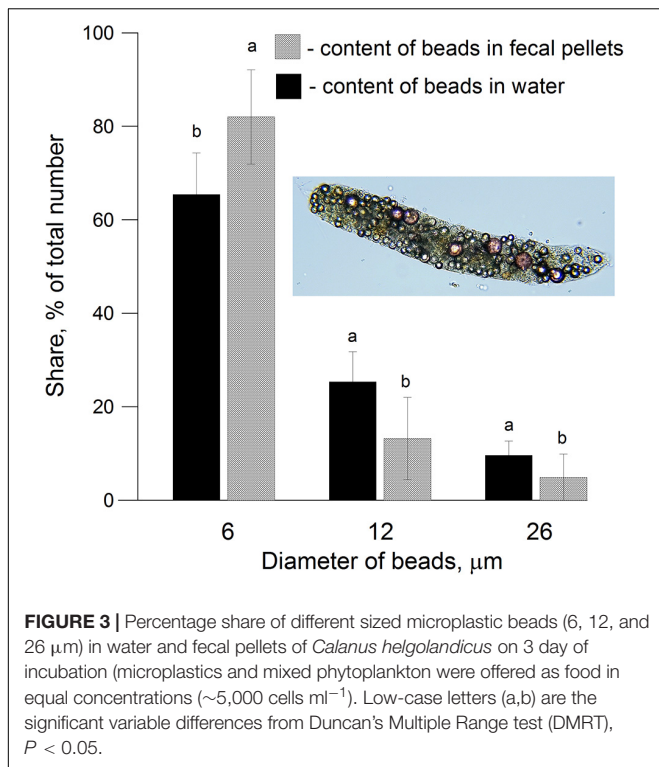 100
80
60
40
20
0
Share, % of total number
a
- content of beads in fecal pellets
- content of beads in water
b
a
b
a
b
6
12
26
Diameter of beads, μm
FIGURE 3 | Percentage share of different sized microplastic beads (6, 12, and
26 μm) in water and fecal pellets of Calanus helgolandicus on 3 day of
incubation (microplastics and mixed phytoplankton were offered as food in
equal concentrations (~5,000 cells ml⁻¹). Low-case letters (a,b) are the
significant variable differences from Duncan's Multiple Range test (DMRT),
P < 0.05.